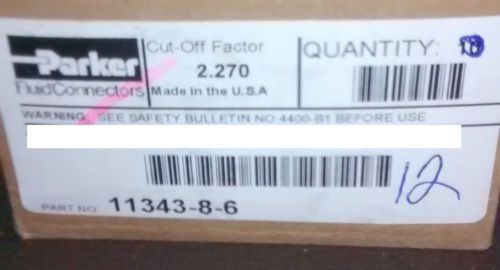 Parker
FluidConnectors
Cut-Off Factor
2.270
Made in the U.S.A
QUANTITY: 10
WARNING: SEE SAFETY BULLETIN NO 4400-B1 BEFORE USE
12
PART NO: 11343-8-6